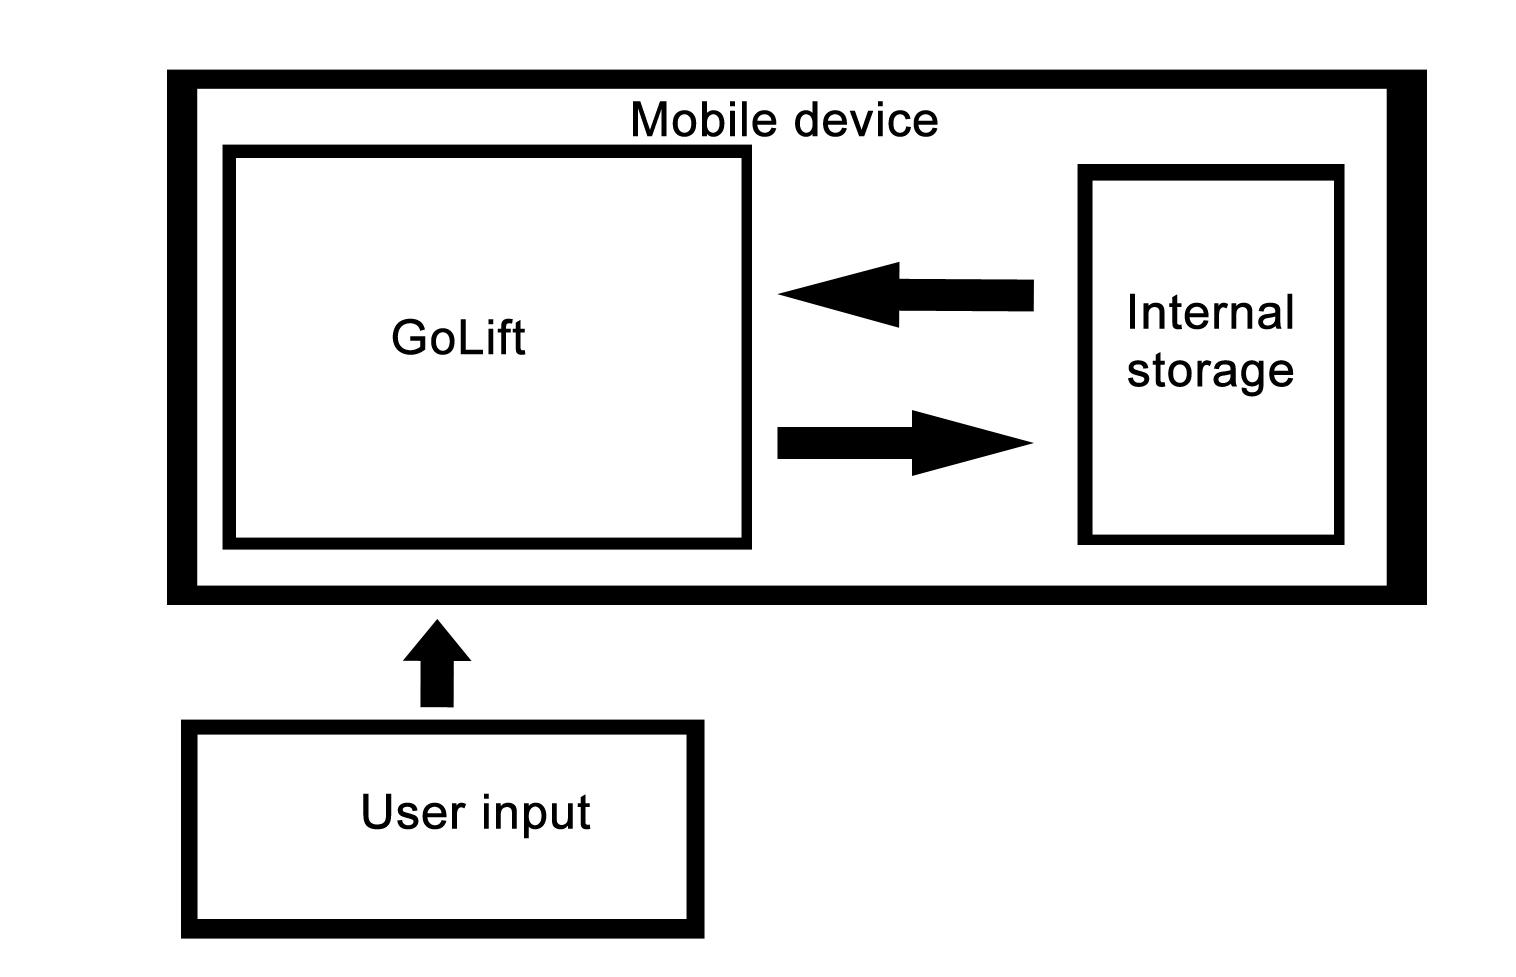 Mobile device
GoLift
Internal
storage
User input